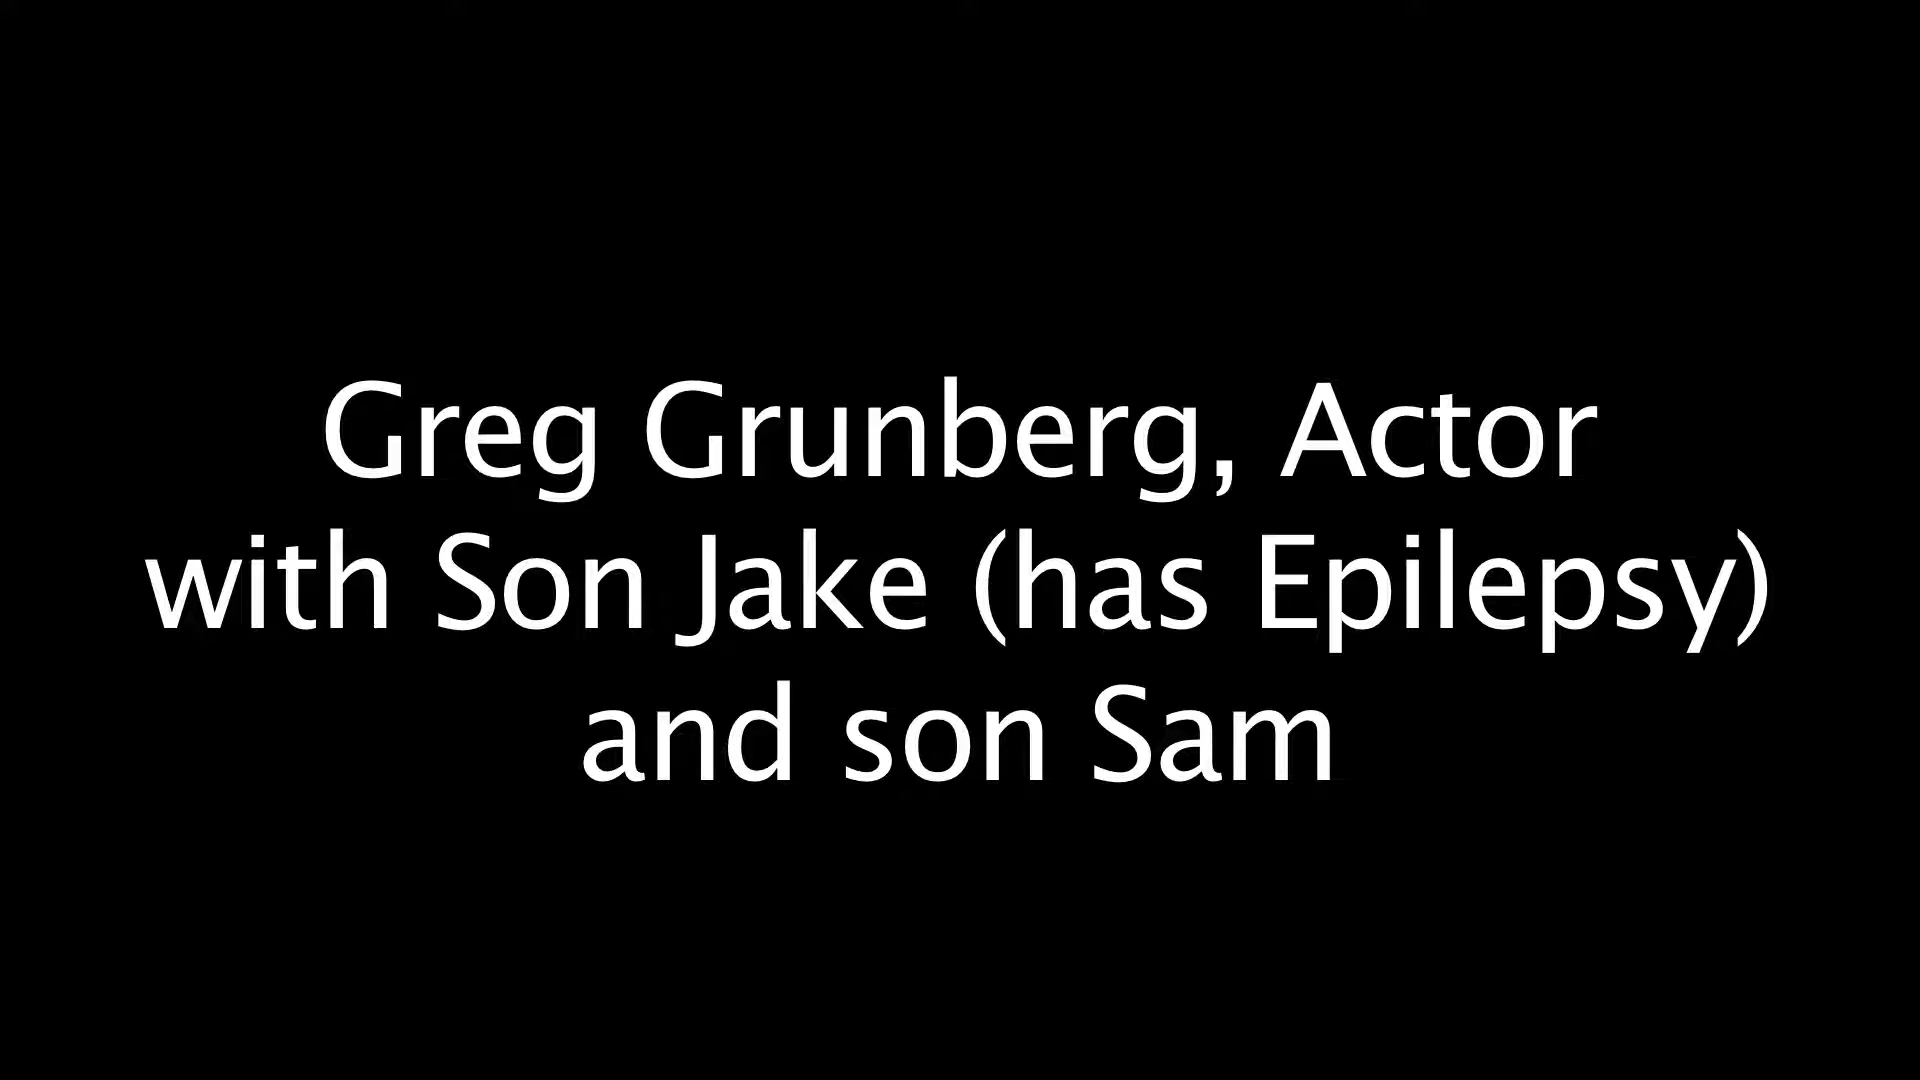 Greg Grunberg, Actor
with Son Jake (has Epilepsy)
and son Sam